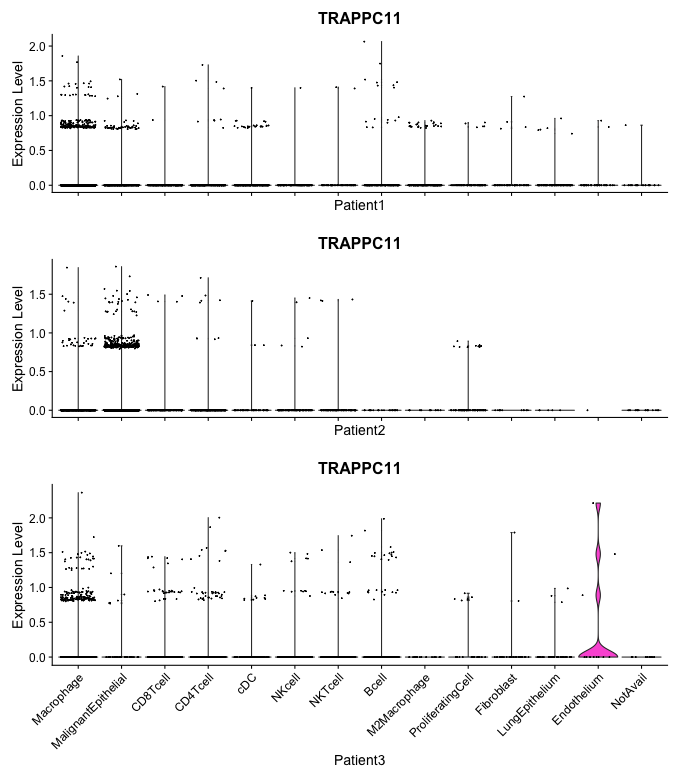 TRAPPC11
Expression Level
2.0
1.5
1.0
0.5
0.0
Patient1
TRAPPC11
Expression Level
1.5
1.0
0.5
0.0
Patient2
TRAPPC11
Expression Level
2.0
1.5
1.0
0.5
0.0
Macrophage
MalignantEpithelial
CD8Tcell
CD4Tcell
cDC
NKcell
NKTcell
Bcell
M2Macrophage
ProliferatingCell
Fibroblast
LungEpithelium
Endothelium
NotAvail
Patient3